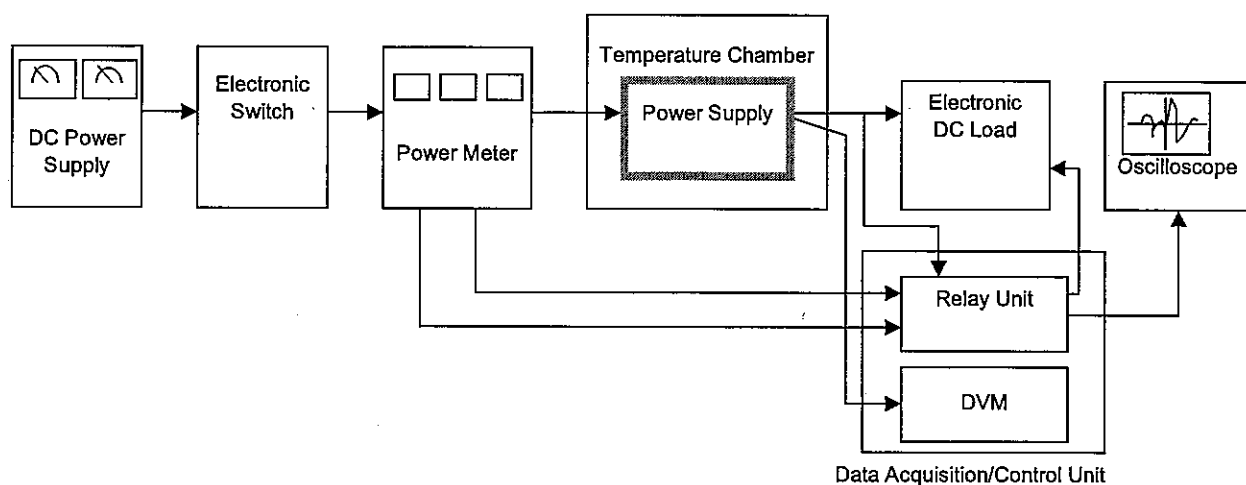 DC Power
Supply
Electronic
Switch
Power Meter
Temperature Chamber
Power Supply
Electronic
DC Load
Oscilloscope
Relay Unit
DVM
Data Acquisition/Control Unit